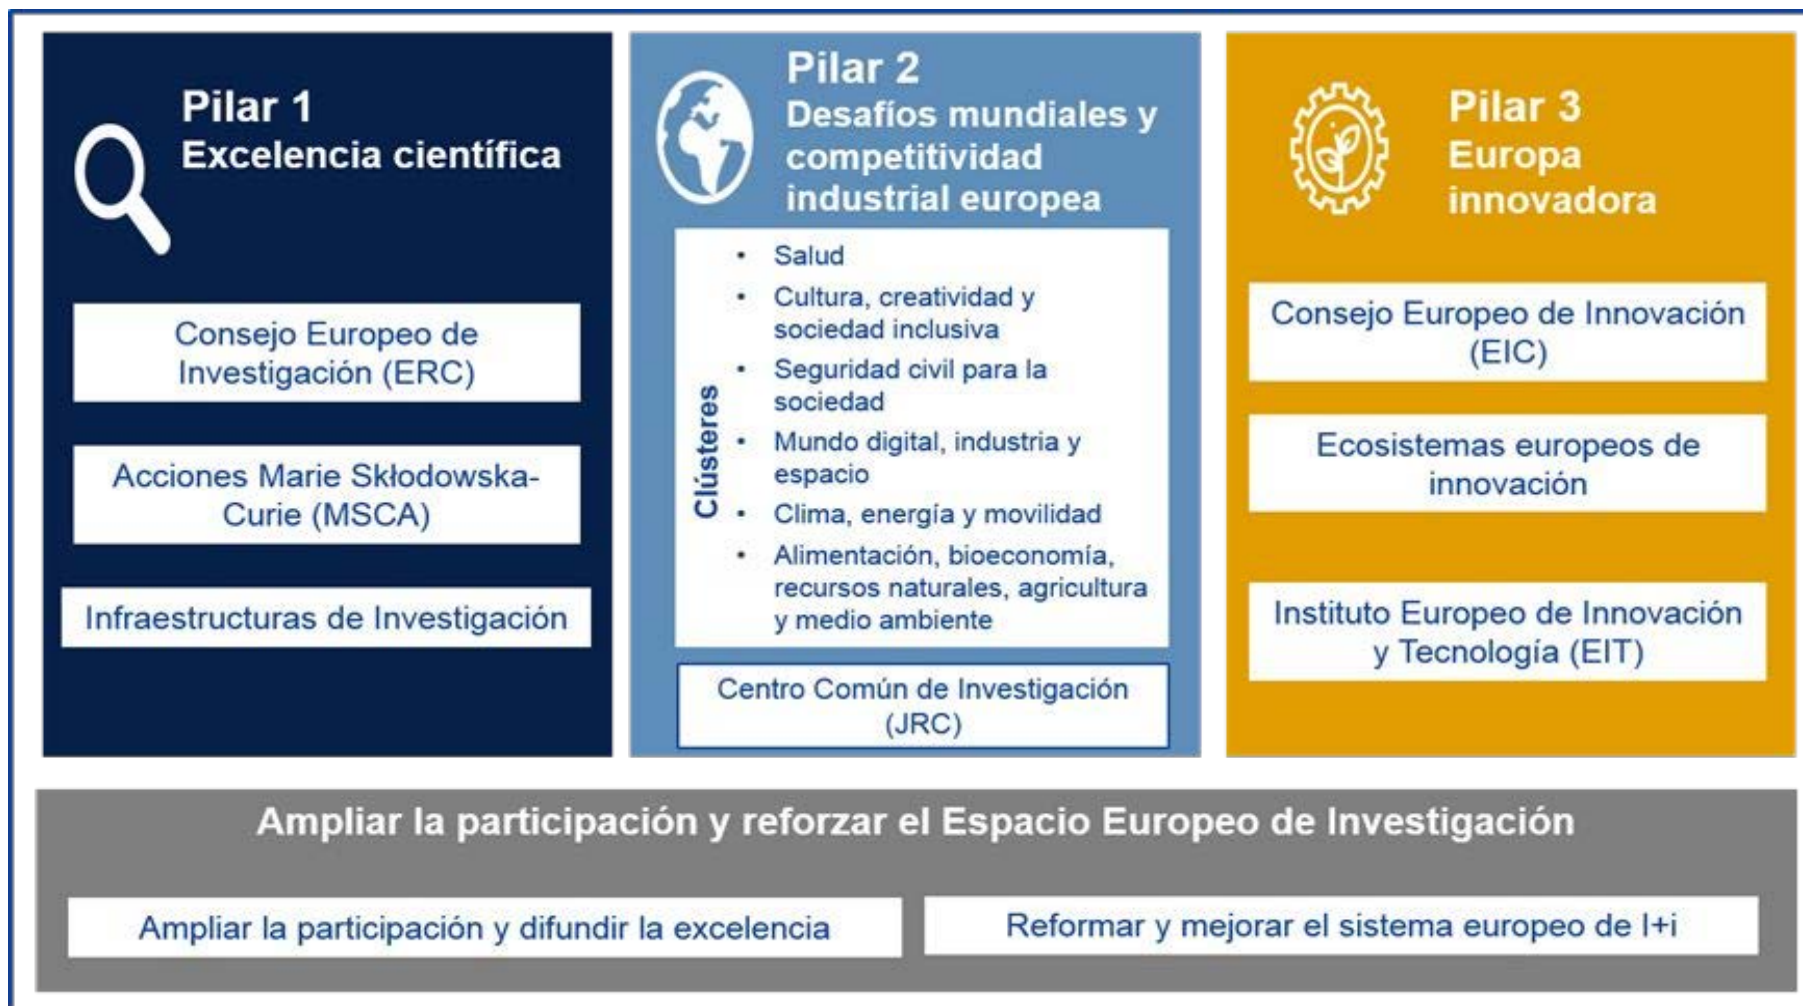 Pilar 1
Excelencia científica
Consejo Europeo de
Investigación (ERC)
Acciones Marie Skłodowska-
Curie (MSCA)
Infraestructuras de Investigación
Pilar 2
Desafíos mundiales y
competitividad
industrial europea
Clústeres
• Salud
• Cultura, creatividad y
sociedad inclusiva
• Seguridad civil para la
sociedad
• Mundo digital, industria y
espacio
• Clima, energía y movilidad
• Alimentación, bioeconomía,
recursos naturales, agricultura
y medio ambiente
Centro Común de Investigación
(JRC)
Pilar 3
Europa
innovadora
Consejo Europeo de Innovación
(EIC)
Ecosistemas europeos de
innovación
Instituto Europeo de Innovación
y Tecnología (EIT)
Ampliar la participación y reforzar el Espacio Europeo de Investigación
Ampliar la participación y difundir la excelencia
Reformar y mejorar el sistema europeo de I+i